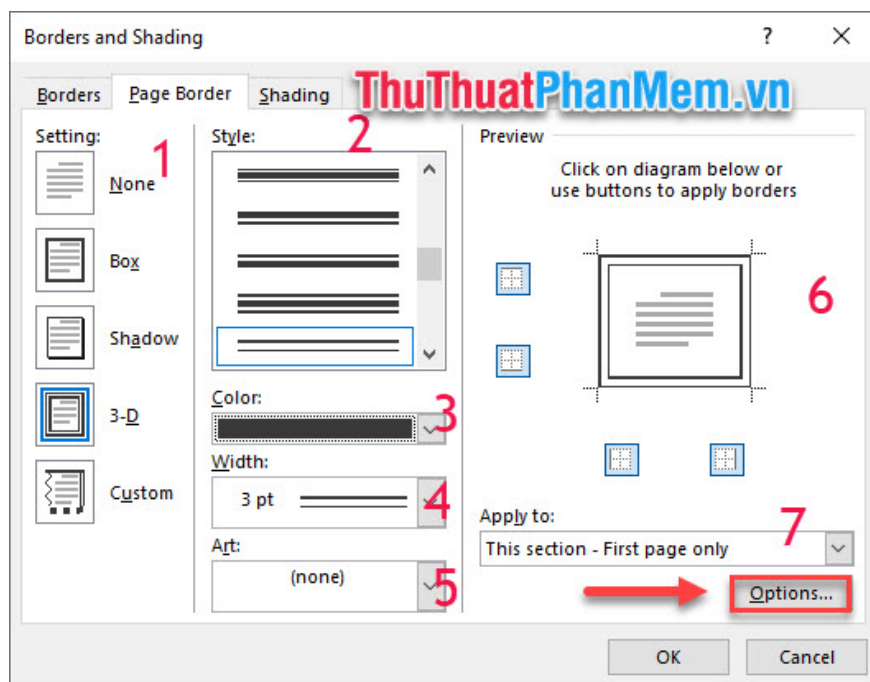 Borders and Shading
?
Borders
Page Border
Shading
ThuThuatPhanMem.vn
Setting:
1
None
Box
Shadow
3-D
Custom
Style:
2
Color:
3
Width:
3 pt
4
Art:
(none)
5
Preview
Click on diagram below or
use buttons to apply borders
6
Apply to:
7
This section - First page only
Options...
OK
Cancel